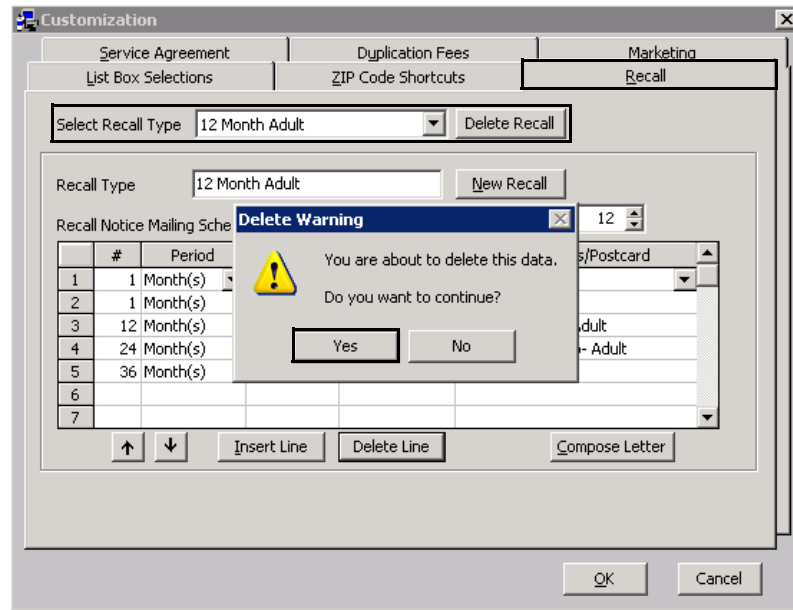 Customization
Service Agreement Duplication Fees Marketing
List Box Selections ZIP Code Shortcuts Recall
Select Recall Type 12 Month Adult Delete Recall
Recall Type 12 Month Adult New Recall
Recall Notice Mailing Sche 12
Delete Warning
You are about to delete this data.
Do you want to continue?
Yes No
# Period s/Postcard
1 1 Month(s)
2 1 Month(s)
3 12 Month(s) Adult
4 24 Month(s) - Adult
5 36 Month(s)
6
7
Insert Line Delete Line Compose Letter
OK Cancel